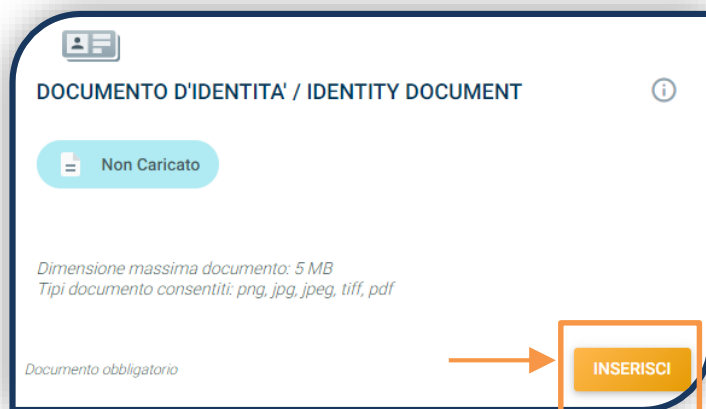 DOCUMENTO D'IDENTITA' / IDENTITY DOCUMENT
Non Caricato
Dimensione massima documento: 5 MB
Tipi documento consentiti: png, jpg, jpeg, tiff, pdf
Documento obbligatorio
INSERISCI